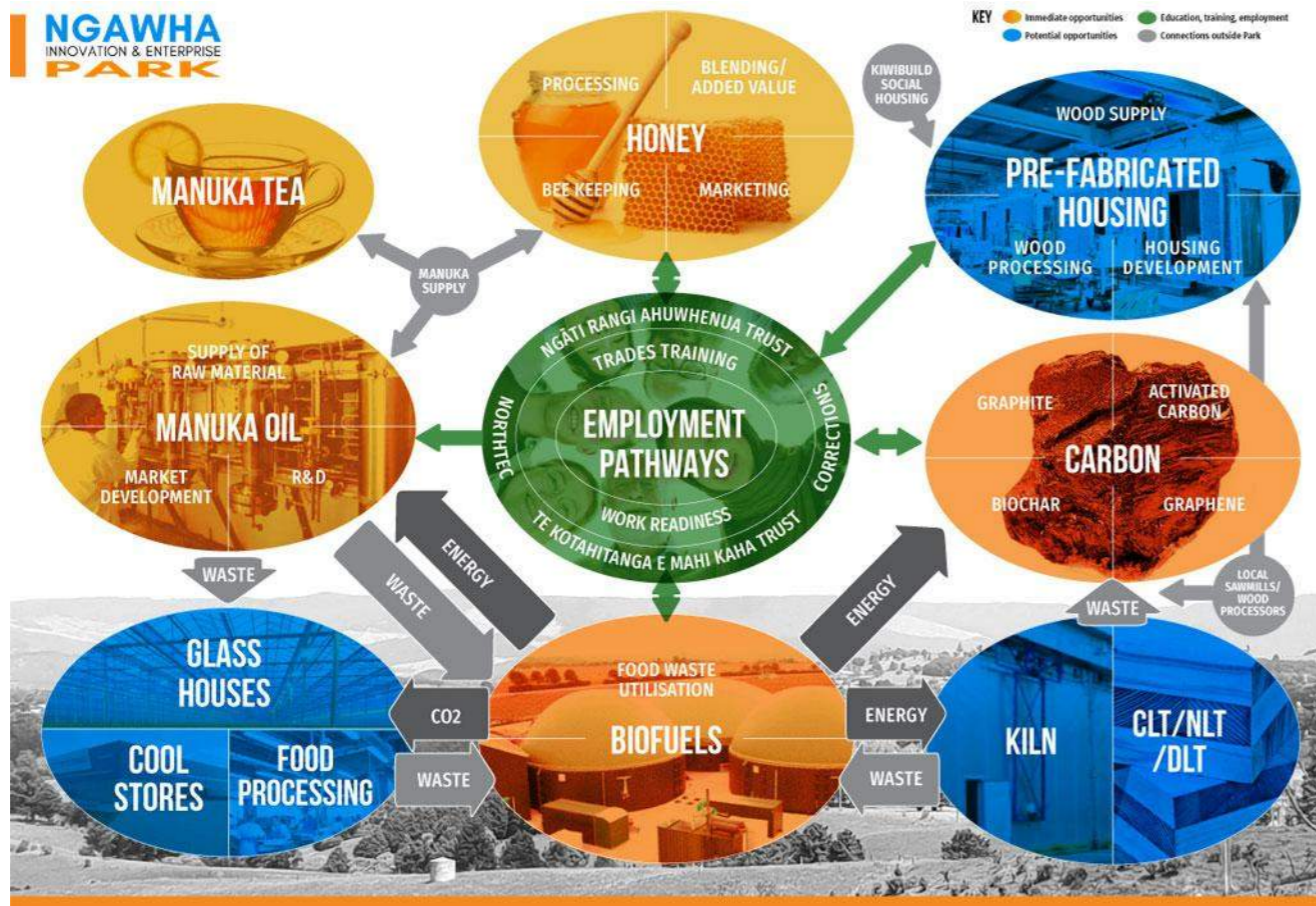 NGAWHA
INNOVATION & ENTERPRISE
PARK
KEY
Immediate opportunities
Education, training, employment
Potential opportunities
Connections outside Park
MANUKA TEA
PROCESSING
BLENDING/
ADDED VALUE
HONEY
BEE KEEPING
MARKETING
KIWIBUILD
SOCIAL
HOUSING
WOOD SUPPLY
PRE-FABRICATED
HOUSING
WOOD
PROCESSING
HOUSING
DEVELOPMENT
MANUKA
SUPPLY
SUPPLY OF
RAW MATERIAL
MANUKA OIL
MARKET
DEVELOPMENT
R&D
NGĀTI RANGI AHUWHENUA TRUST
TRADES TRAINING
NORTHTEC
EMPLOYMENT
PATHWAYS
CORRECTIONS
WORK READINESS
TE KOTAHITANGA E MAHI KAHA TRUST
GRAPHITE
ACTIVATED
CARBON
CARBON
BIOCHAR
GRAPHENE
WASTE
WASTE
ENERGY
ENERGY
WASTE
LOCAL
SAWMILLS/
WOOD
PROCESSORS
GLASS
HOUSES
COOL
STORES
FOOD
PROCESSING
CO2
WASTE
FOOD WASTE
UTILISATION
BIOFUELS
ENERGY
WASTE
KILN
CLT/NLT
/DLT